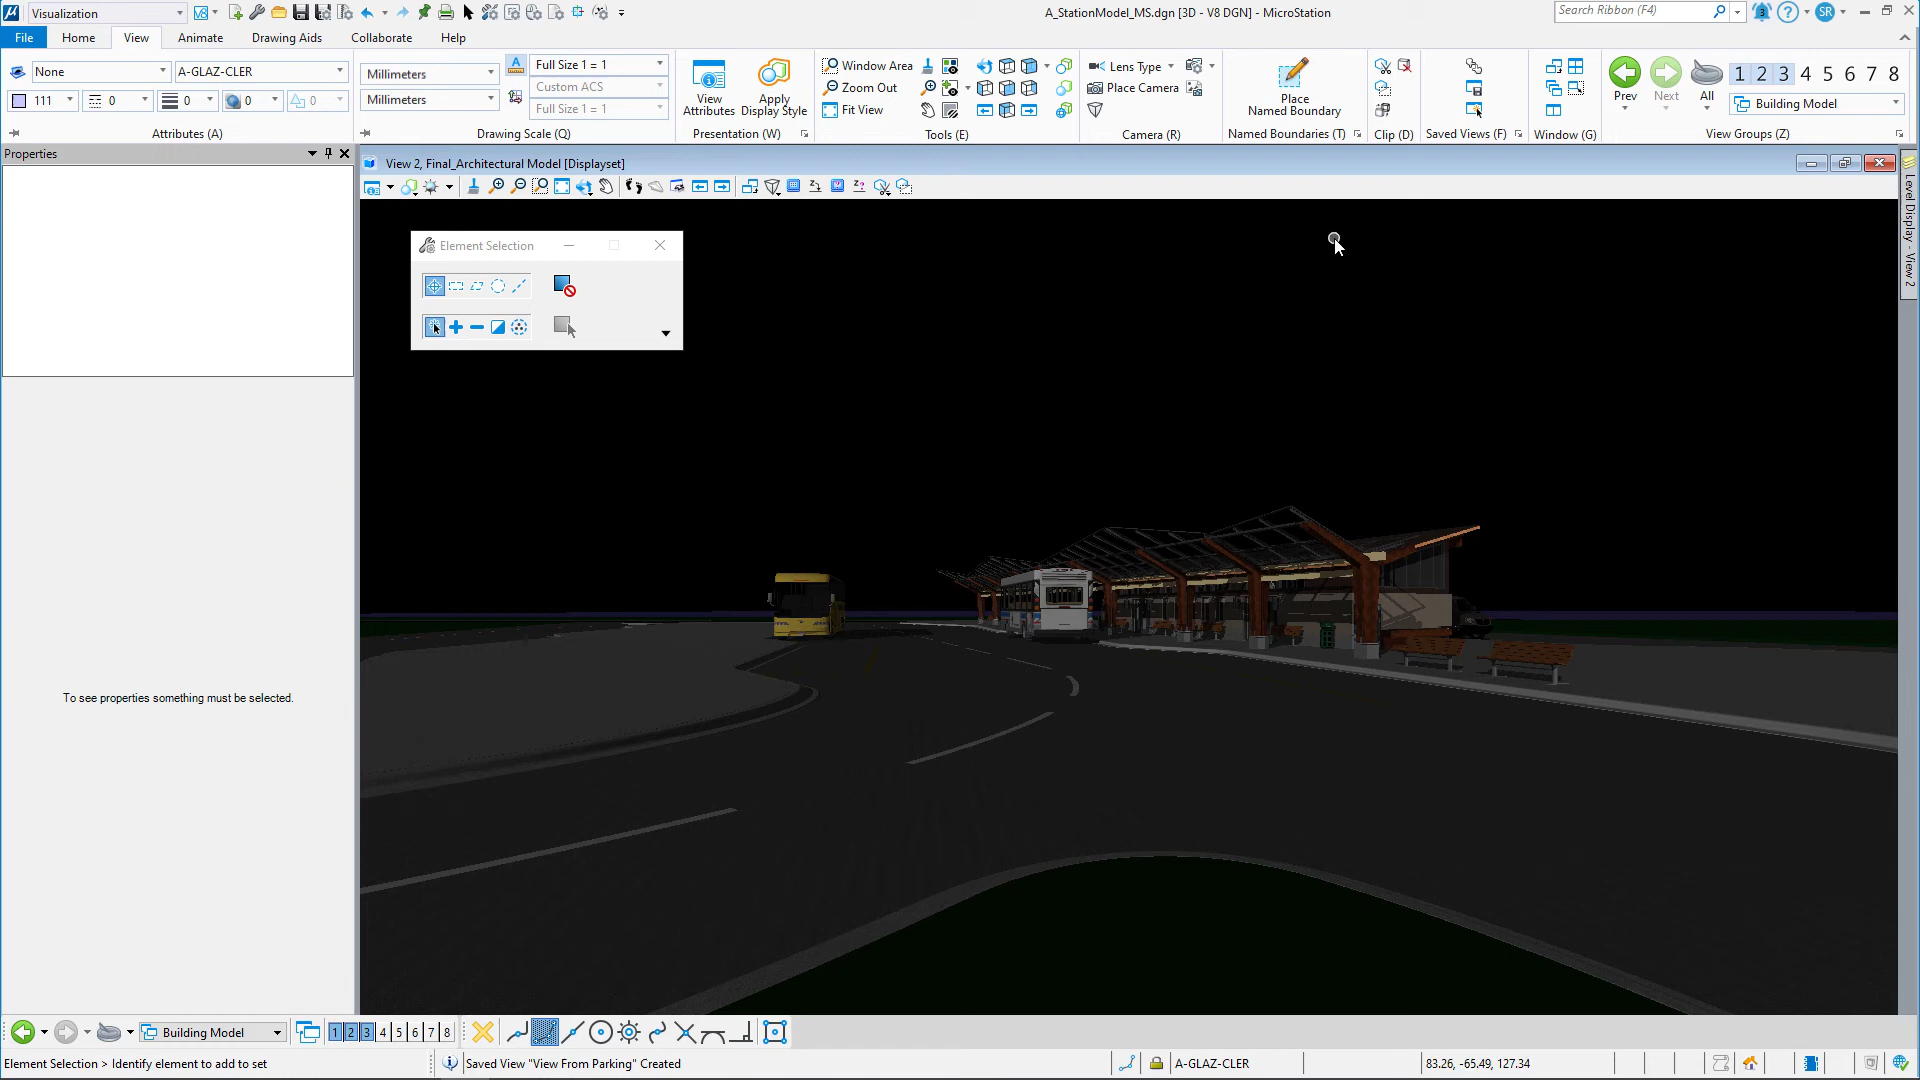 Visualization
A_StationModel_MS.dgn [3D - V8 DGN] - MicroStation
Search Ribbon (F4)
3
SR
File Home View Animate Drawing Aids Collaborate Help
None
A-GLAZ-CLER
111
0
0
0
0
Attributes (A)
Millimeters
Millimeters
Full Size 1 = 1
Custom ACS
Full Size 1 = 1
Drawing Scale (Q)
View Attributes
Apply Display Style
Presentation (W)
Window Area
Zoom Out
Fit View
Tools (E)
Lens Type
Place Camera
Camera (R)
Place Named Boundary
Named Boundaries (T)
Clip (D)
Saved Views (F)
Window (G)
Prev
Next
All
1 2 3 4 5 6 7 8
Building Model
View Groups (Z)
Properties
View 2, Final_Architectural Model [Displayset]
Level Display - View 2
Element Selection
To see properties something must be selected.
Building Model
1 2 3 4 5 6 7 8
Element Selection > Identify element to add to set
Saved View "View From Parking" Created
A-GLAZ-CLER
83.26, -65.49, 127.34